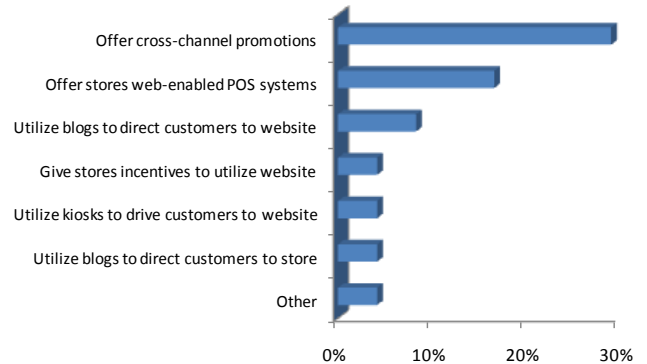 Offer cross-channel promotions
Offer stores web-enabled POS systems
Utilize blogs to direct customers to website
Give stores incentives to utilize website
Utilize kiosks to drive customers to website
Utilize blogs to direct customers to store
Other
0% 10% 20% 30%